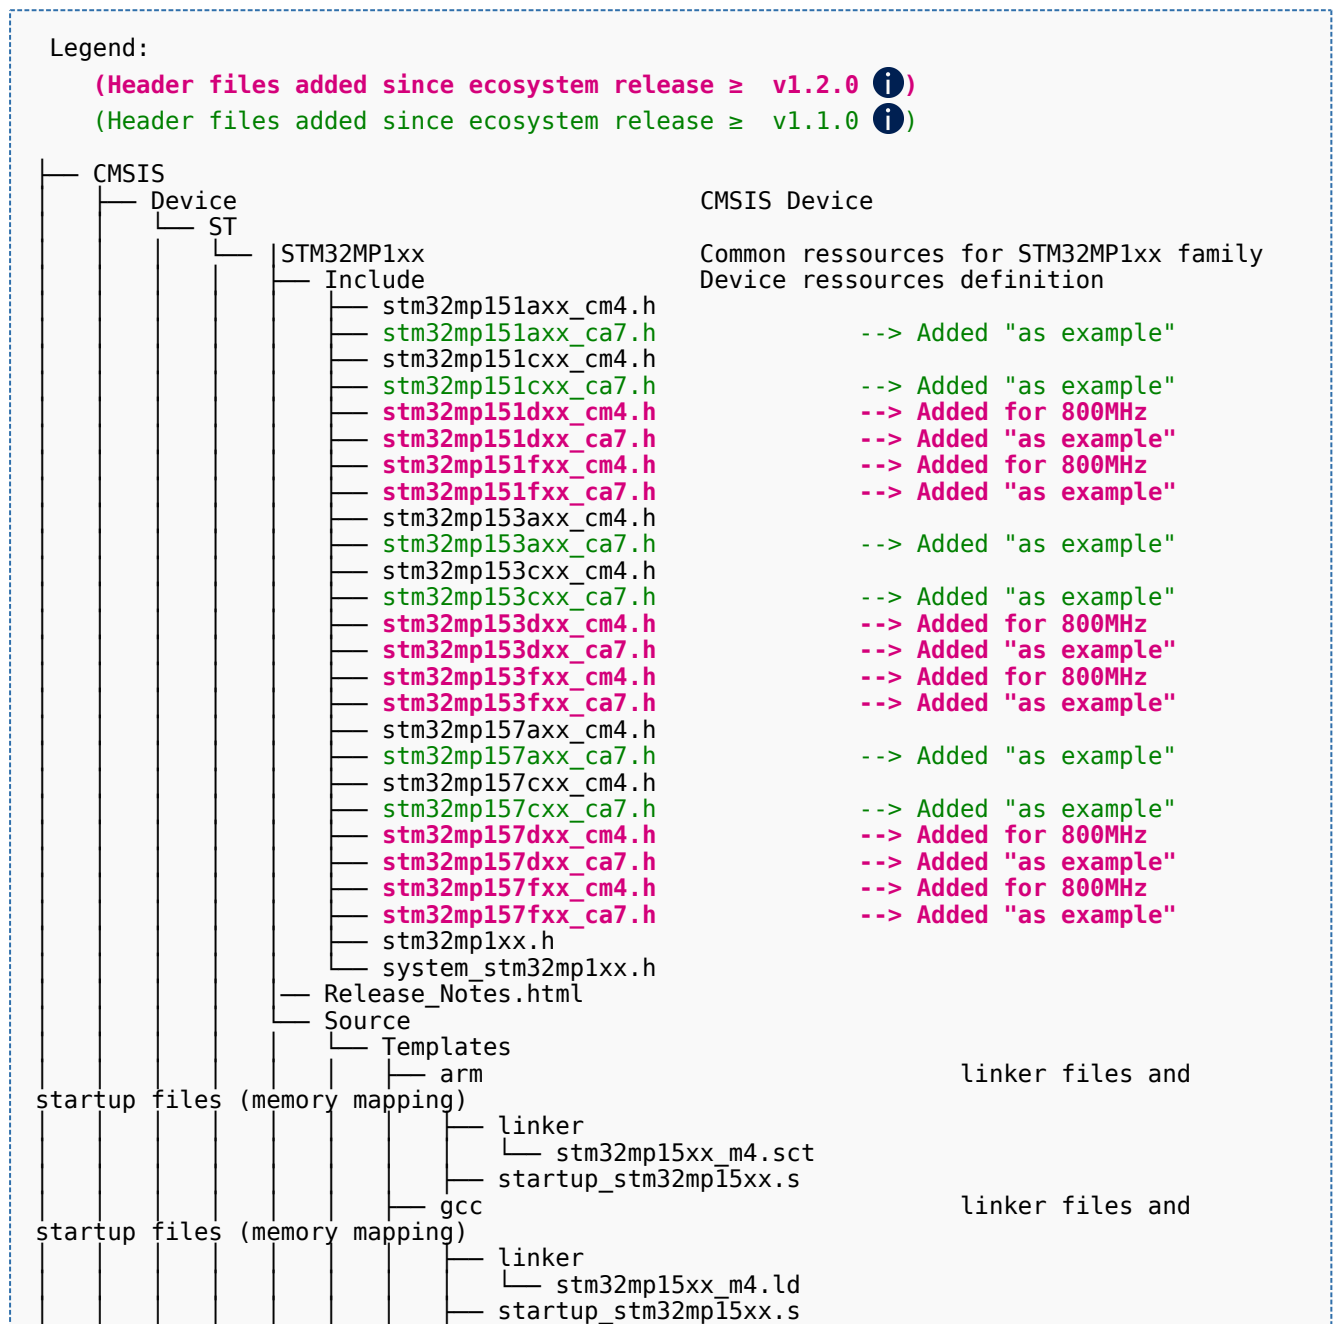 Legend:
(Header files added since ecosystem release ≥ v1.2.0 i)
(Header files added since ecosystem release ≥ v1.1.0 i)
├── CMSIS
│   ├── Device CMSIS Device
│   │   └── ST
│   │   │   └── |STM32MP1xx Common ressources for STM32MP1xx family
│   │   │   │   ├── Include Device ressources definition
│   │   │   │   │   ├── stm32mp151axx_cm4.h
│   │   │   │   │   ├── stm32mp151axx_ca7.h --> Added "as example"
│   │   │   │   │   ├── stm32mp151cxx_cm4.h
│   │   │   │   │   ├── stm32mp151cxx_ca7.h --> Added "as example"
│   │   │   │   │   ├── stm32mp151dxx_cm4.h --> Added for 800MHz
│   │   │   │   │   ├── stm32mp151dxx_ca7.h --> Added "as example"
│   │   │   │   │   ├── stm32mp151fxx_cm4.h --> Added for 800MHz
│   │   │   │   │   ├── stm32mp151fxx_ca7.h --> Added "as example"
│   │   │   │   │   ├── stm32mp153axx_cm4.h
│   │   │   │   │   ├── stm32mp153axx_ca7.h --> Added "as example"
│   │   │   │   │   ├── stm32mp153cxx_cm4.h
│   │   │   │   │   ├── stm32mp153cxx_ca7.h --> Added "as example"
│   │   │   │   │   ├── stm32mp153dxx_cm4.h --> Added for 800MHz
│   │   │   │   │   ├── stm32mp153dxx_ca7.h --> Added "as example"
│   │   │   │   │   ├── stm32mp153fxx_cm4.h --> Added for 800MHz
│   │   │   │   │   ├── stm32mp153fxx_ca7.h --> Added "as example"
│   │   │   │   │   ├── stm32mp157axx_cm4.h
│   │   │   │   │   ├── stm32mp157axx_ca7.h --> Added "as example"
│   │   │   │   │   ├── stm32mp157cxx_cm4.h
│   │   │   │   │   ├── stm32mp157cxx_ca7.h --> Added "as example"
│   │   │   │   │   ├── stm32mp157dxx_cm4.h --> Added for 800MHz
│   │   │   │   │   ├── stm32mp157dxx_ca7.h --> Added "as example"
│   │   │   │   │   ├── stm32mp157fxx_cm4.h --> Added for 800MHz
│   │   │   │   │   ├── stm32mp157fxx_ca7.h --> Added "as example"
│   │   │   │   │   ├── stm32mp1xx.h
│   │   │   │   │   └── system_stm32mp1xx.h
│   │   │   │   |── Release_Notes.html
│   │   │   │   └── Source
│   │   │   │   │   └── Templates
│   │   │   │   │   │   ├── arm linker files and
startup files (memory mapping)
│   │   │   │   │   │   │   ├── linker
│   │   │   │   │   │   │   │   └── stm32mp15xx_m4.sct
│   │   │   │   │   │   │   ├── startup_stm32mp15xx.s
│   │   │   │   │   │   ├── gcc linker files and
startup files (memory mapping)
│   │   │   │   │   │   │   ├── linker
│   │   │   │   │   │   │   │   └── stm32mp15xx_m4.ld
│   │   │   │   │   │   │   ├── startup_stm32mp15xx.s